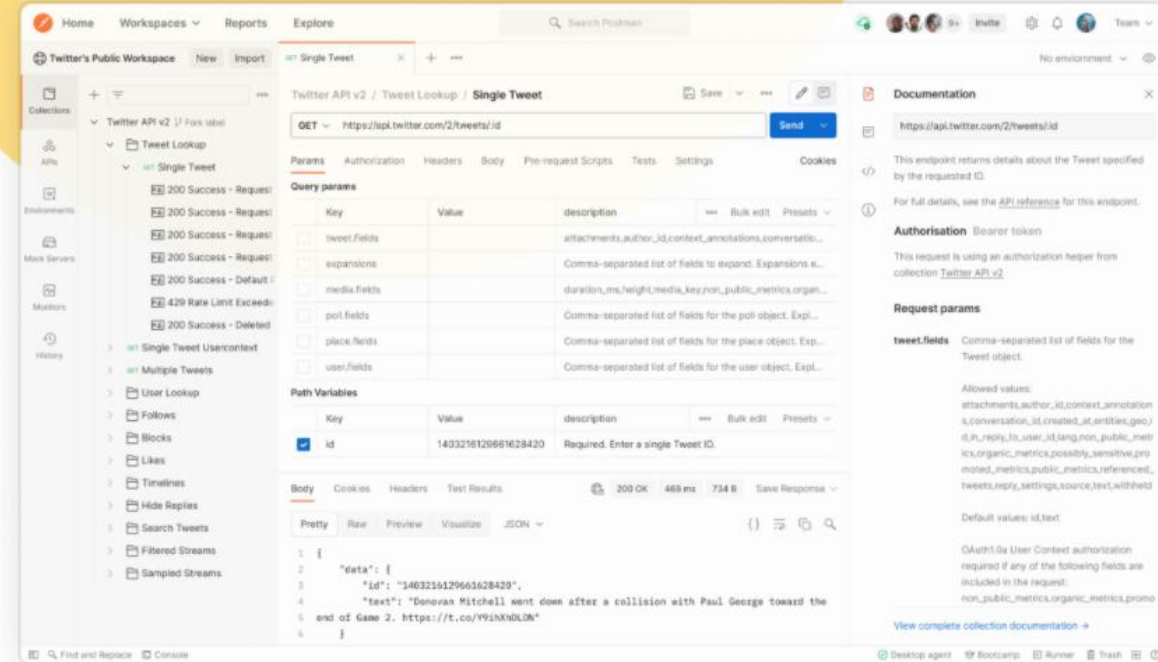 Home Workspaces Reports Explore
Search Postman
9+ Invite Team
Twitter's Public Workspace New Import
GET Single Tweet
No enviornment
Collections
APIs
Environments
Mock Servers
Monitors
History
Twitter API v2 Fork label
Tweet Lookup
GET Single Tweet
200 Success - Request
200 Success - Request
200 Success - Request
200 Success - Request
200 Success - Default
429 Rate Limit Exceede
200 Success - Deleted
GET Single Tweet Usercontext
GET Multiple Tweets
User Lookup
Follows
Blocks
Likes
Timelines
Hide Replies
Search Tweets
Filtered Streams
Sampled Streams
Twitter API v2 / Tweet Lookup / Single Tweet
Save
GET https://api.twitter.com/2/tweets/:id
Send
Params Authorization Headers Body Pre-request Scripts Tests Settings Cookies
Query params
Key Value description Bulk edit Presets
tweet.fields attachments,author_id,context_annotations,conversatio...
expansions Comma-separated list of fields to expand. Expansions e...
media.fields duration_ms,height,media_key,non_public_metrics,organ...
poll.fields Comma-separated list of fields for the poll object. Expl...
place.fields Comma-separated list of fields for the place object. Exp...
user.fields Comma-separated list of fields for the user object. Expl...
Path Variables
Key Value description Bulk edit Presets
id 1403216129661628420 Required. Enter a single Tweet ID.
Body Cookies Headers Test Results 200 OK 468 ms 734 B Save Response
Pretty Raw Preview Visualize JSON
1 {
2 "data": {
3 "id": "1403216129661628420",
4 "text": "Donovan Mitchell went down after a collision with Paul George toward the
5 end of Game 2. https://t.co/Y9ihXhDLDN"
6 }
Documentation
https://api.twitter.com/2/tweets/:id
This endpoint returns details about the Tweet specified
by the requested ID.
For full details, see the API reference for this endpoint.
Authorisation Bearer token
This request is using an authorization helper from
collection Twitter API v2
Request params
tweet.fields Comma-separated list of fields for the
Tweet object.
Allowed values:
attachments,author_id,context_annotation
s,conversation_id,created_at,entities,geo,i
d,in_reply_to_user_id,lang,non_public_metr
ics,organic_metrics,possibly_sensitive,pro
moted_metrics,public_metrics,referenced_
tweets,reply_settings,source,text,withheld
Default values: id,text
OAuth1.0a User Context authorization
required if any of the following fields are
included in the request:
non_public_metrics,organic_metrics,promo
View complete collection documentation →
Find and Replace Console
Desktop agent Bootcamp Runner Trash